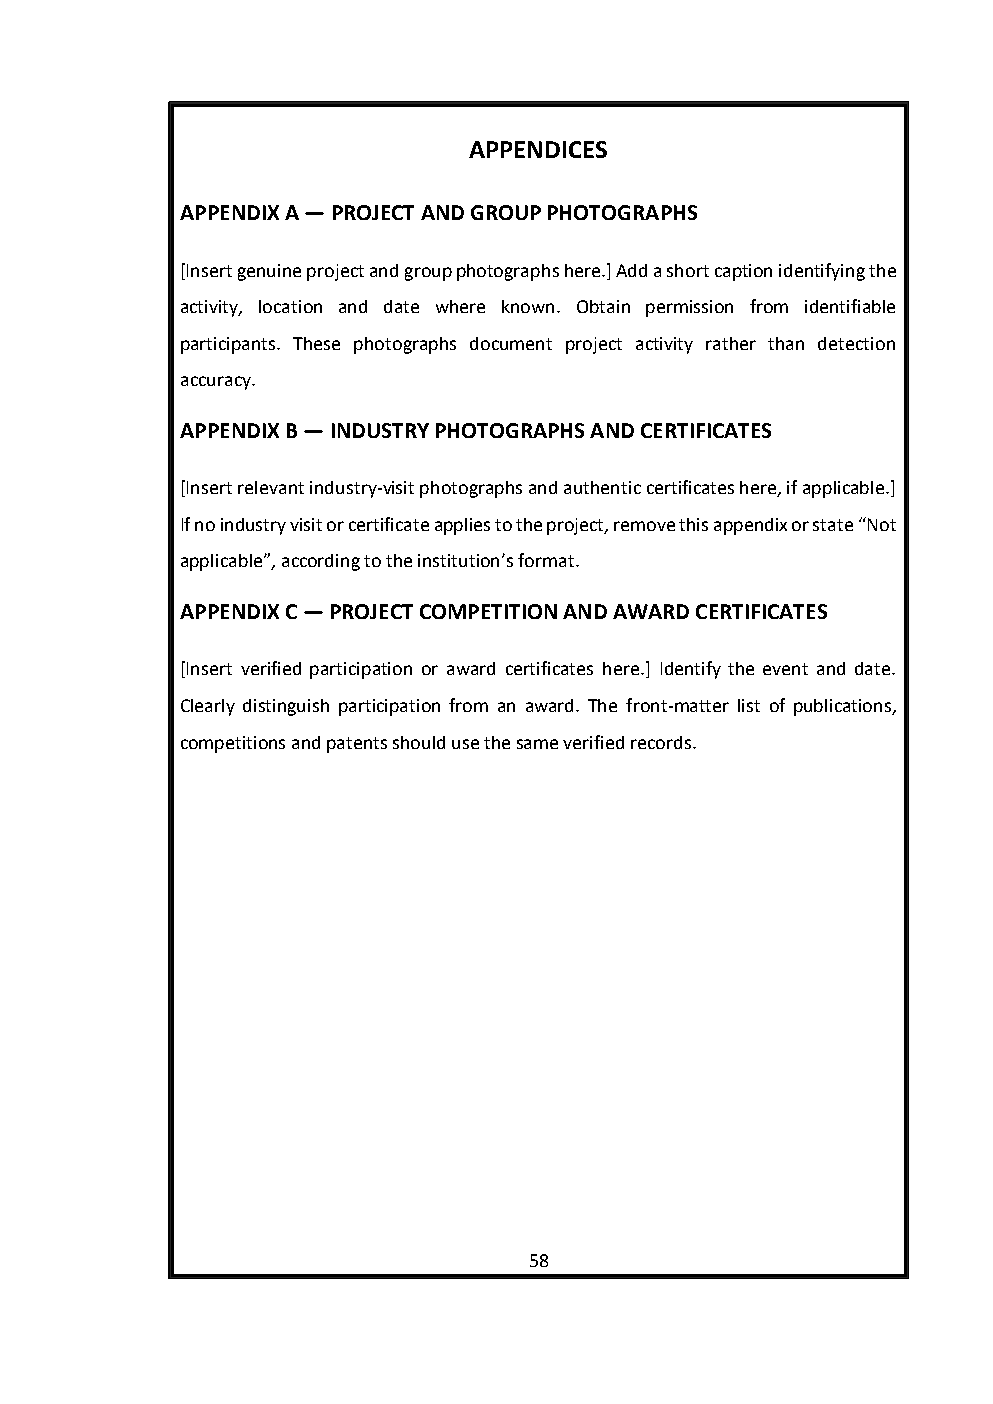 APPENDICES
APPENDIX A — PROJECT AND GROUP PHOTOGRAPHS
[Insert genuine project and group photographs here.] Add a short caption identifying the
activity, location and date where known. Obtain permission from identifiable
participants. These photographs document project activity rather than detection
accuracy.
APPENDIX B — INDUSTRY PHOTOGRAPHS AND CERTIFICATES
[Insert relevant industry-visit photographs and authentic certificates here, if applicable.]
If no industry visit or certificate applies to the project, remove this appendix or state “Not
applicable”, according to the institution’s format.
APPENDIX C — PROJECT COMPETITION AND AWARD CERTIFICATES
[Insert verified participation or award certificates here.] Identify the event and date.
Clearly distinguish participation from an award. The front-matter list of publications,
competitions and patents should use the same verified records.
58